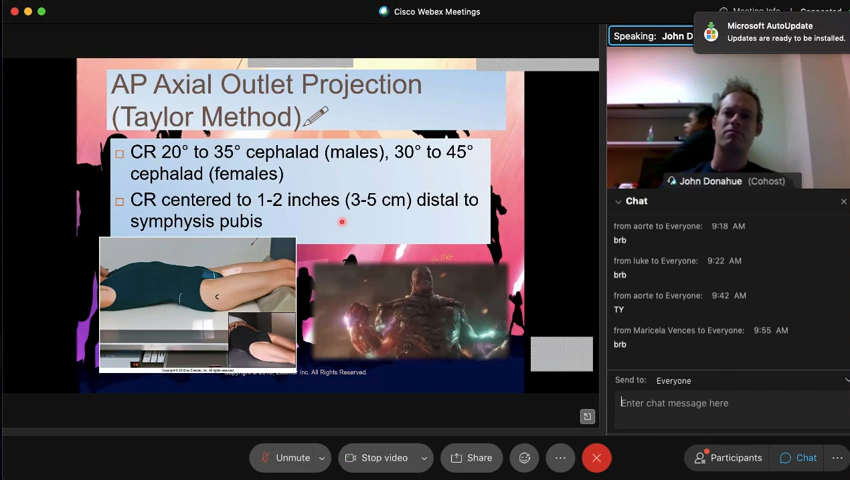 Cisco Webex Meetings
Meeting Info
Connected
Microsoft AutoUpdate
Updates are ready to be installed.
Speaking: John D
AP Axial Outlet Projection
(Taylor Method)
CR 20° to 35° cephalad (males), 30° to 45°
cephalad (females)
CR centered to 1-2 inches (3-5 cm) distal to
symphysis pubis
Inc. All Rights Reserved.
John Donahue (Cohost)
Chat
from aorte to Everyone: 9:18 AM
brb
from luke to Everyone: 9:22 AM
brb
from aorte to Everyone: 9:42 AM
TY
from Maricela Vences to Everyone: 9:55 AM
brb
Send to: Everyone
Enter chat message here
Unmute
Stop video
Share
Participants
Chat